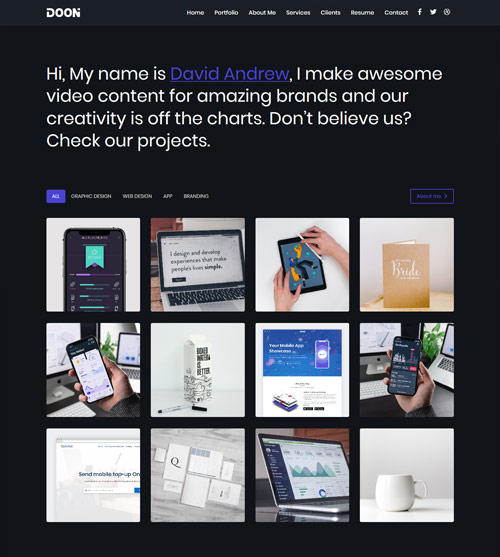 DOON
Home Portfolio About Me Services Clients Resume Contact
Hi, My name is David Andrew, I make awesome
video content for amazing brands and our
creativity is off the charts. Don’t believe us?
Check our projects.
ALL GRAPHIC DESIGN WEB DESIGN APP BRANDING
About me
I design and develop
experiences that make
people's lives simple.
Bride
BOXED
WATER
IS
BETTER.
Your Mobile App
Showcase
Send mobile top-up On
Q